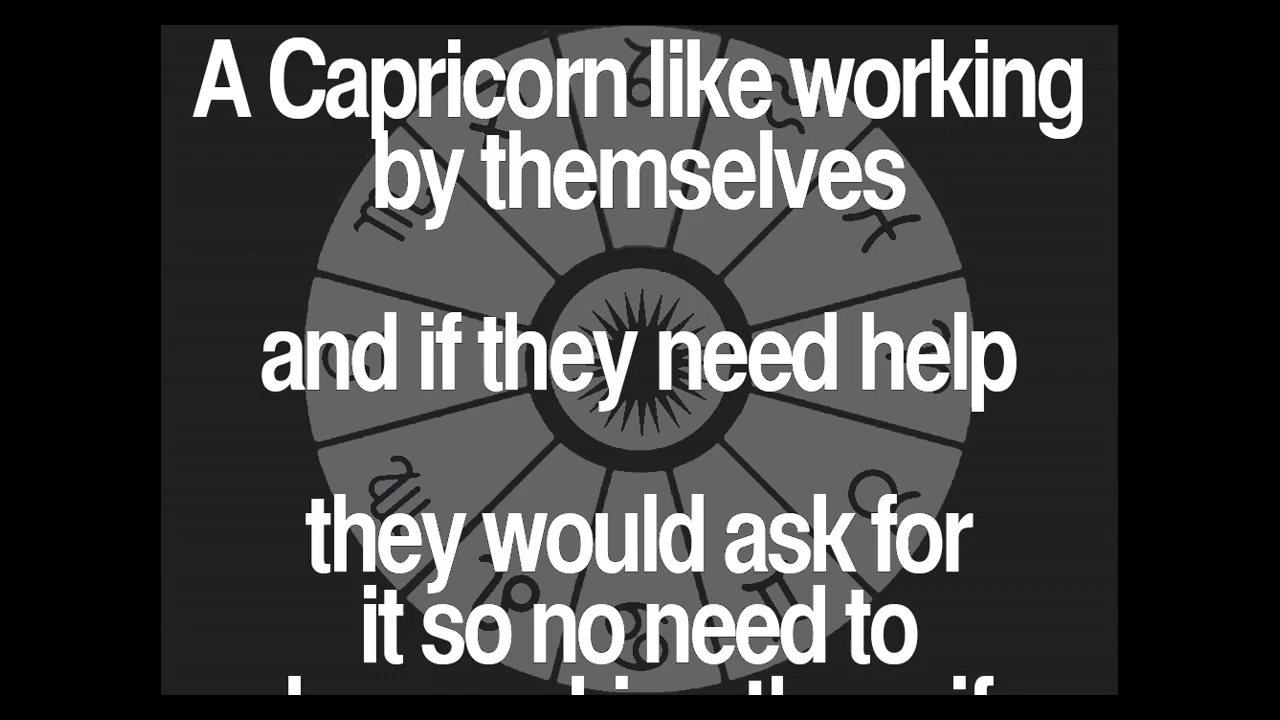 A Capricorn like working
by themselves
and if they need help
they would ask for
it so no need to